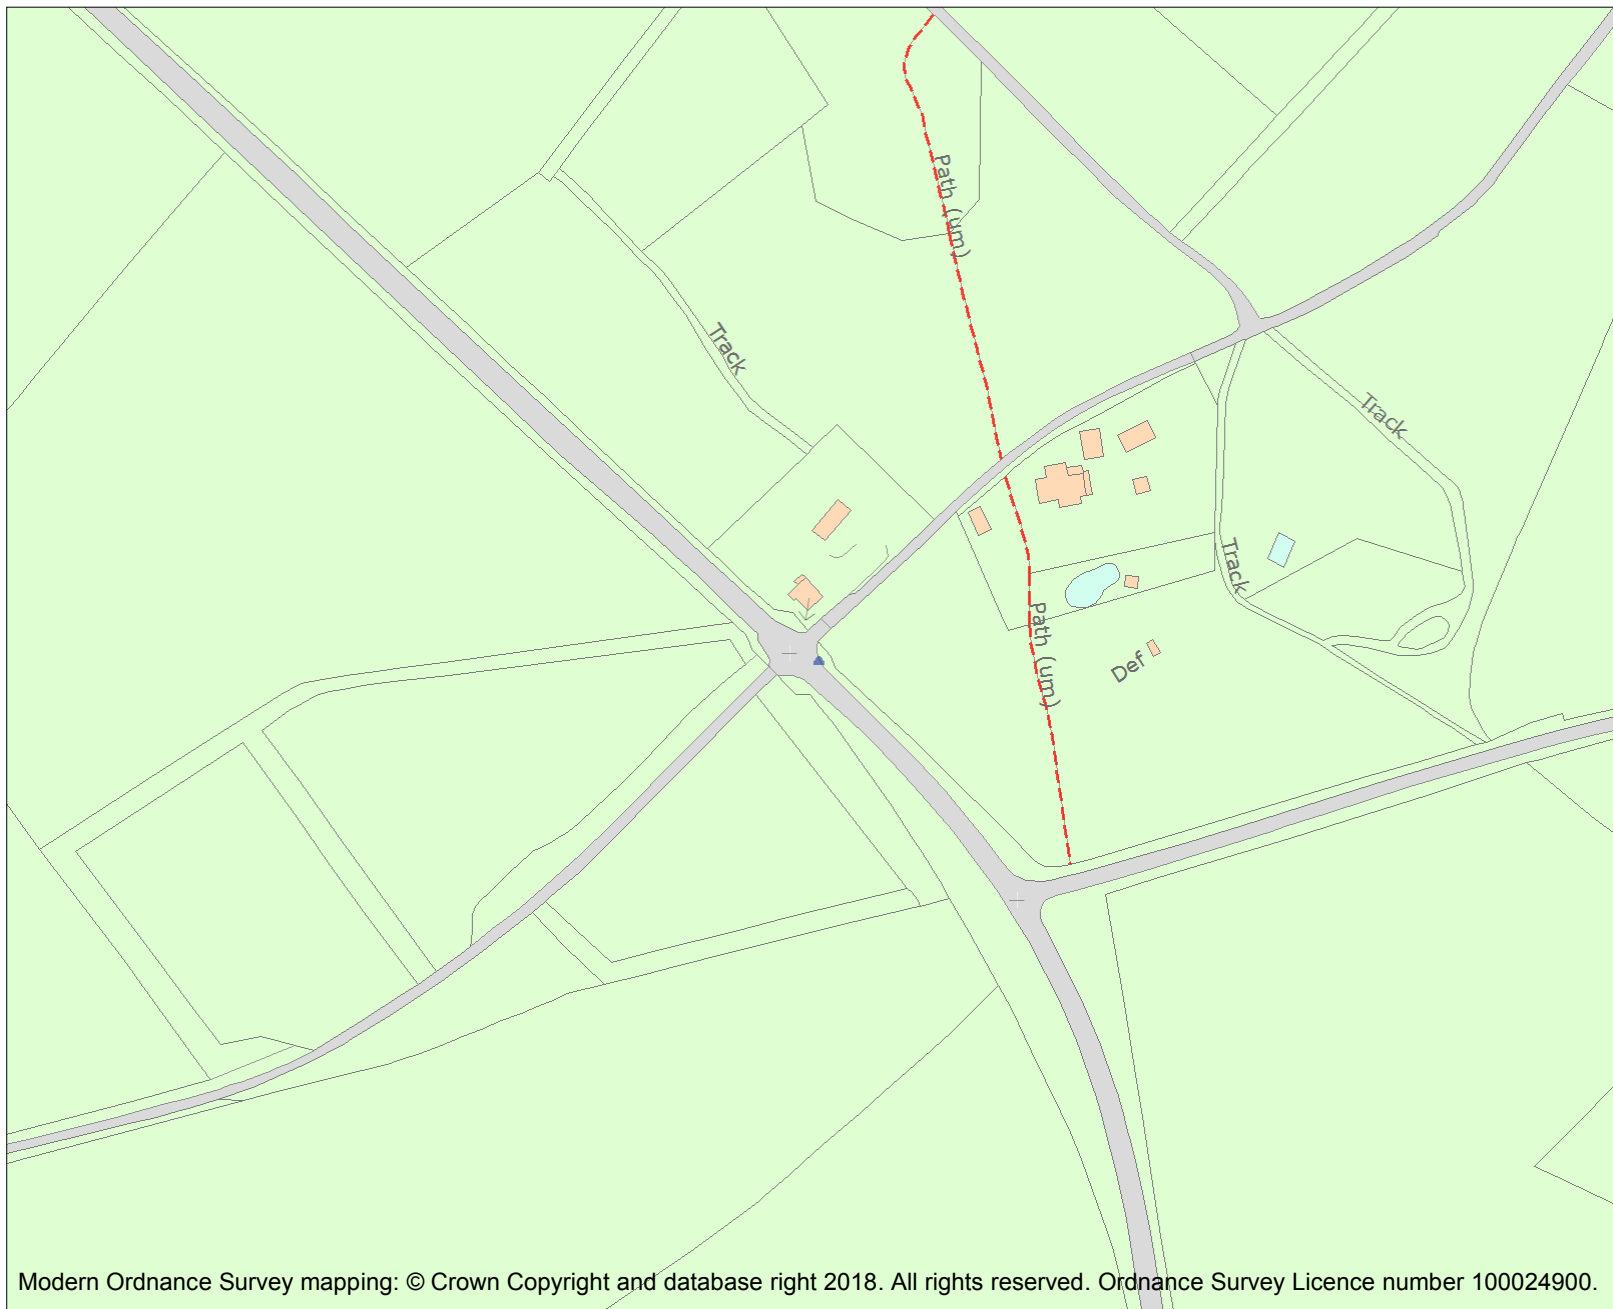 Path (um)
Track
Track
Track
Path (um)
Def
Modern Ordnance Survey mapping: © Crown Copyright and database right 2018. All rights reserved. Ordnance Survey Licence number 100024900.